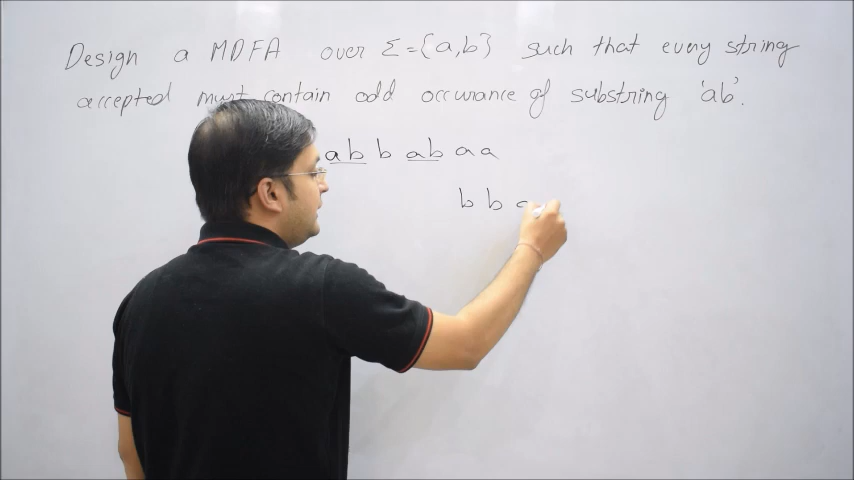 Design a MDFA over Σ={a,b} such that every string
accepted must contain odd occurance of substring 'ab'.
ab b ab a a
b b